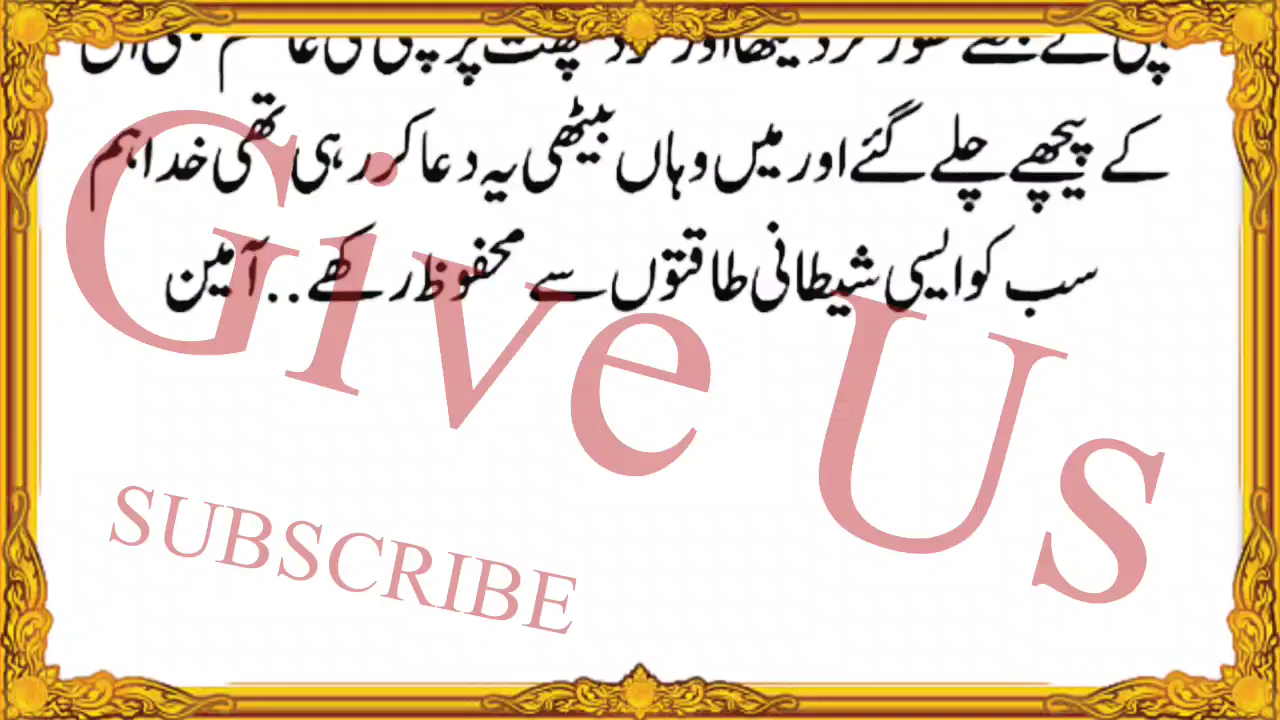 کے پیچھے چلے گئے اور میں وہاں بیٹھی یہ دعا کر رہی تھی خدا ہم
سب کو ایسی شیطانی طاقتوں سے محفوظ رکھے .. آمین
Give Us
SUBSCRIBE